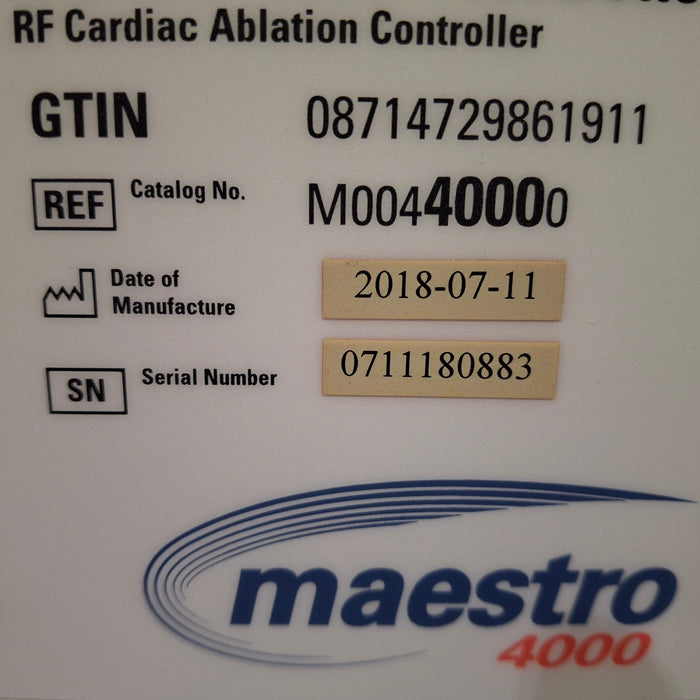 RF Cardiac Ablation Controller
GTIN 08714729861911
REF Catalog No. M00440000
Date of
Manufacture 2018-07-11
SN Serial Number 0711180883
maestro
4000